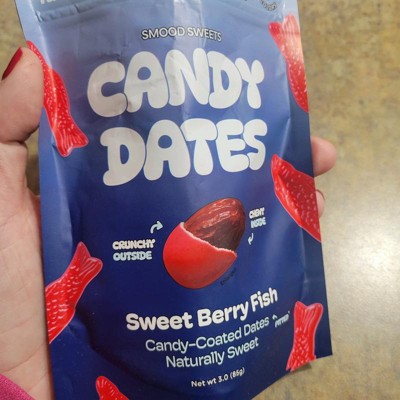 SMOOD SWEETS
CANDY
DATES
CRUNCHY
OUTSIDE
CHEWY
INSIDE
Sweet Berry Fish
Candy-Coated Dates
PITTED
Naturally Sweet
Net wt 3.0 (85g)